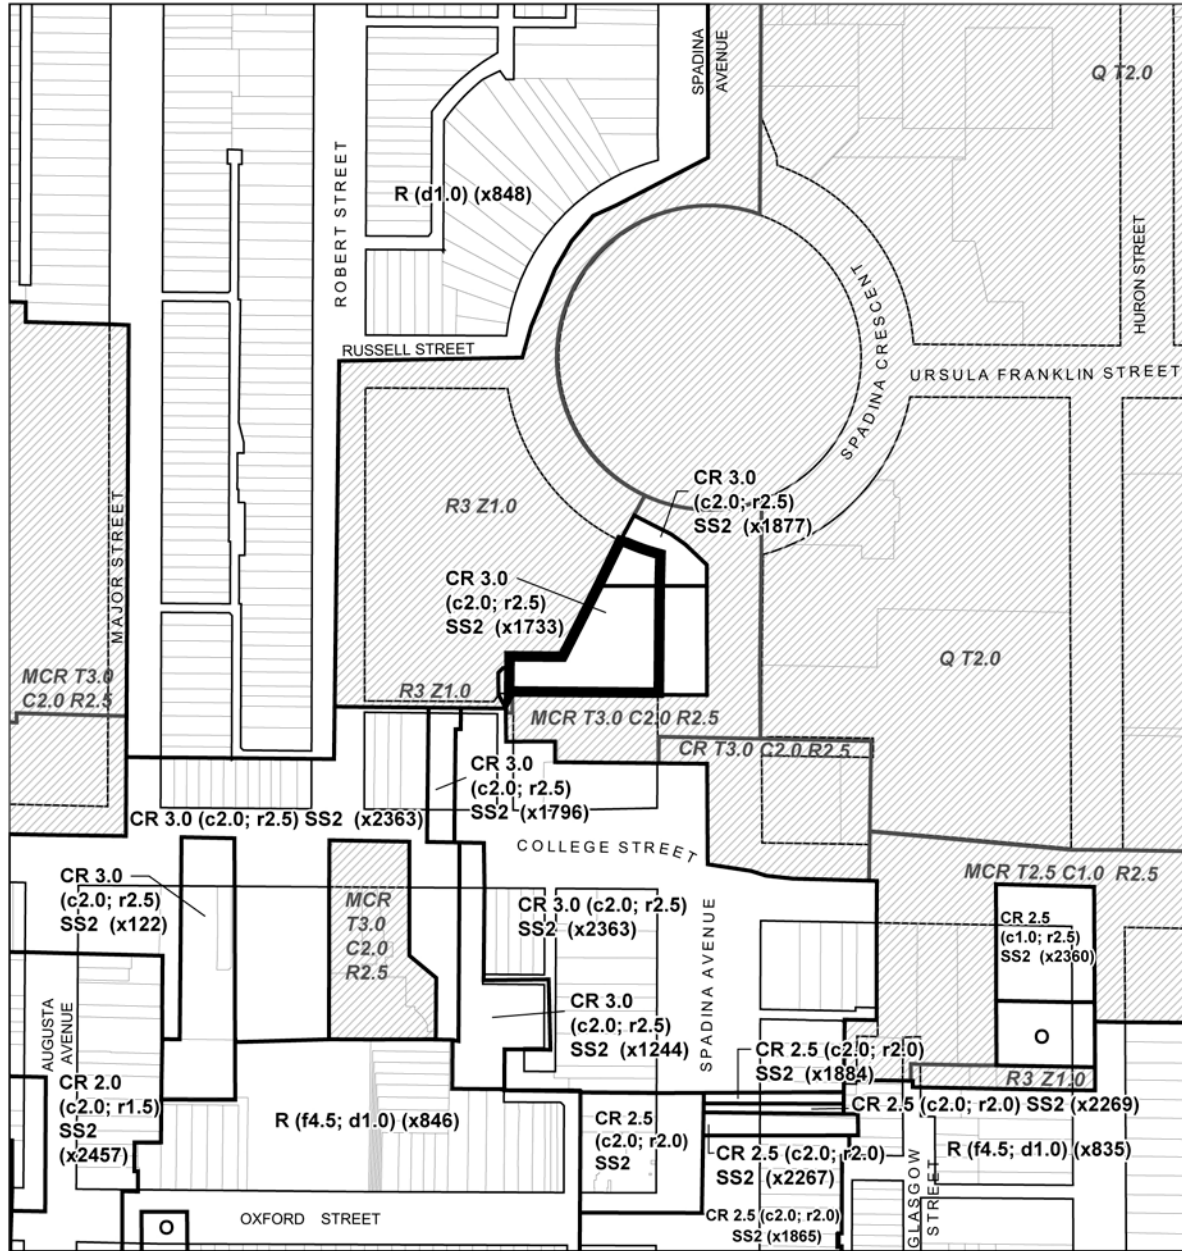 SPADINA
AVENUE
Q T2.0
R (d1.0) (x848)
ROBERT STREET
HURON STREET
SPADINA CRESCENT
RUSSELL STREET
URSULA FRANKLIN STREET
CR 3.0
(c2.0; r2.5)
SS2 (x1877)
R3 Z1.0
MAJOR STREET
CR 3.0
(c2.0; r2.5)
SS2 (x1733)
Q T2.0
MCR T3.0
C2.0 R2.5
R3 Z1.0
MCR T3.0 C2.0 R2.5
CR T3.0 C2.0 R2.5
CR 3.0
(c2.0; r2.5)
SS2 (x1796)
CR 3.0 (c2.0; r2.5) SS2 (x2363)
COLLEGE STREET
MCR T2.5 C1.0 R2.5
CR 3.0
(c2.0; r2.5)
SS2 (x122)
MCR
T3.0
C2.0
R2.5
CR 3.0 (c2.0; r2.5)
SS2 (x2363)
SPADINA AVENUE
CR 2.5
(c1.0; r2.5)
SS2 (x2360)
AUGUSTA
AVENUE
CR 3.0
(c2.0; r2.5)
SS2 (x1244)
O
CR 2.5 (c2.0; r2.0)
SS2 (x1884)
R3 Z1.0
CR 2.0
(c2.0; r1.5)
SS2
(x2457)
R (f4.5; d1.0) (x846)
CR 2.5
(c2.0; r2.0)
SS2
CR 2.5 (c2.0; r2.0) SS2 (x2269)
CR 2.5 (c2.0; r2.0)
SS2 (x2267)
R (f4.5; d1.0) (x835)
GLASGOW
STREET
CR 2.5 (c2.0; r2.0)
SS2 (x1865)
O
OXFORD STREET